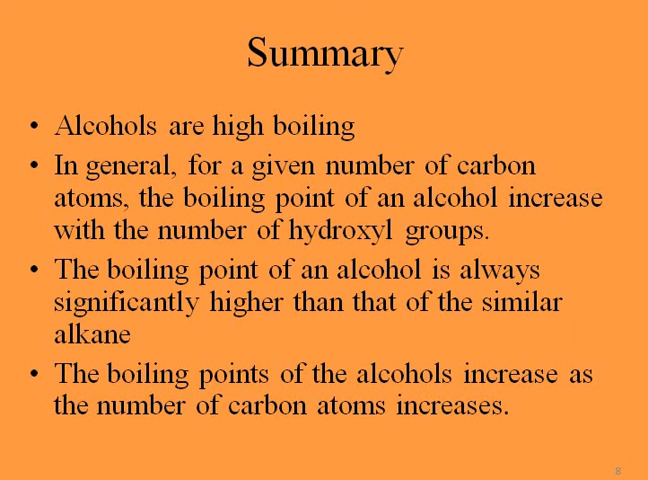 Summary
• Alcohols are high boiling
• In general, for a given number of carbon
atoms, the boiling point of an alcohol increase
with the number of hydroxyl groups.
• The boiling point of an alcohol is always
significantly higher than that of the similar
alkane
• The boiling points of the alcohols increase as
the number of carbon atoms increases.
8